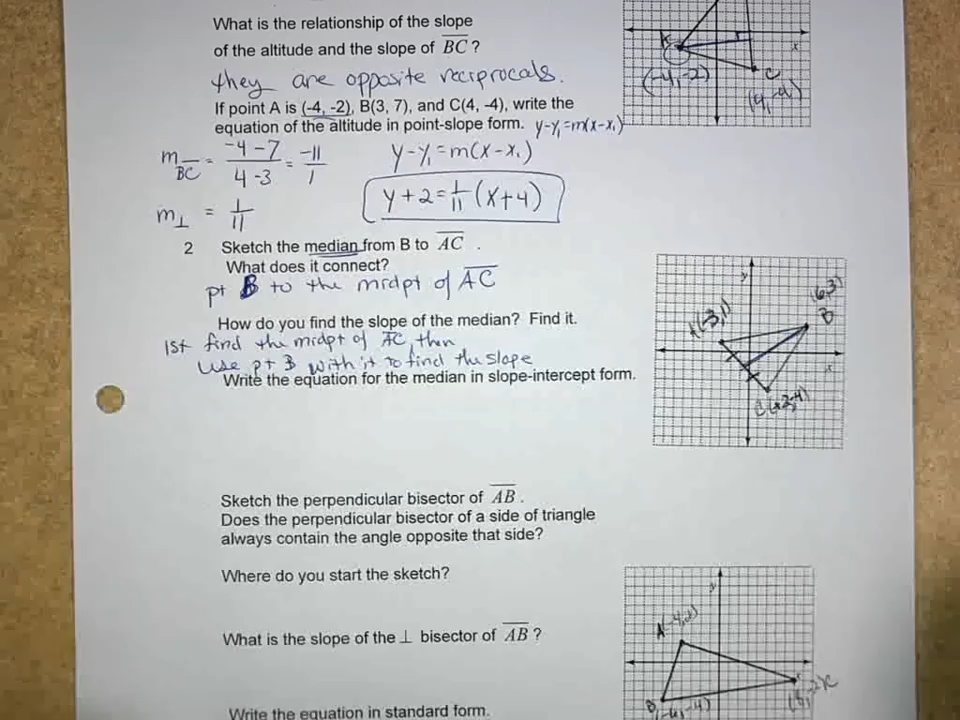 What is the relationship of the slope
of the altitude and the slope of BC ?
they are opposite reciprocals.
If point A is (-4, -2), B(3, 7), and C(4, -4), write the
equation of the altitude in point-slope form. y-y₁=m(x-x₁)
m BC = -4-7 / 4-3 = -11 / 1
y-y₁=m(x-x₁)
m⊥ = 1/11
y+2=1/11(x+4)
2 Sketch the median from B to AC .
What does it connect?
pt B to the midpt of AC
How do you find the slope of the median? Find it.
1st find the midpt of AC, then
use pt B with it to find the slope
Write the equation for the median in slope-intercept form.
Sketch the perpendicular bisector of AB .
Does the perpendicular bisector of a side of triangle
always contain the angle opposite that side?
Where do you start the sketch?
What is the slope of the ⊥ bisector of AB ?
Write the equation in standard form.
x
C
(-4,-2)
(4,-4)
y
(6,3)
B
A(-3,1)
x
y
A
B